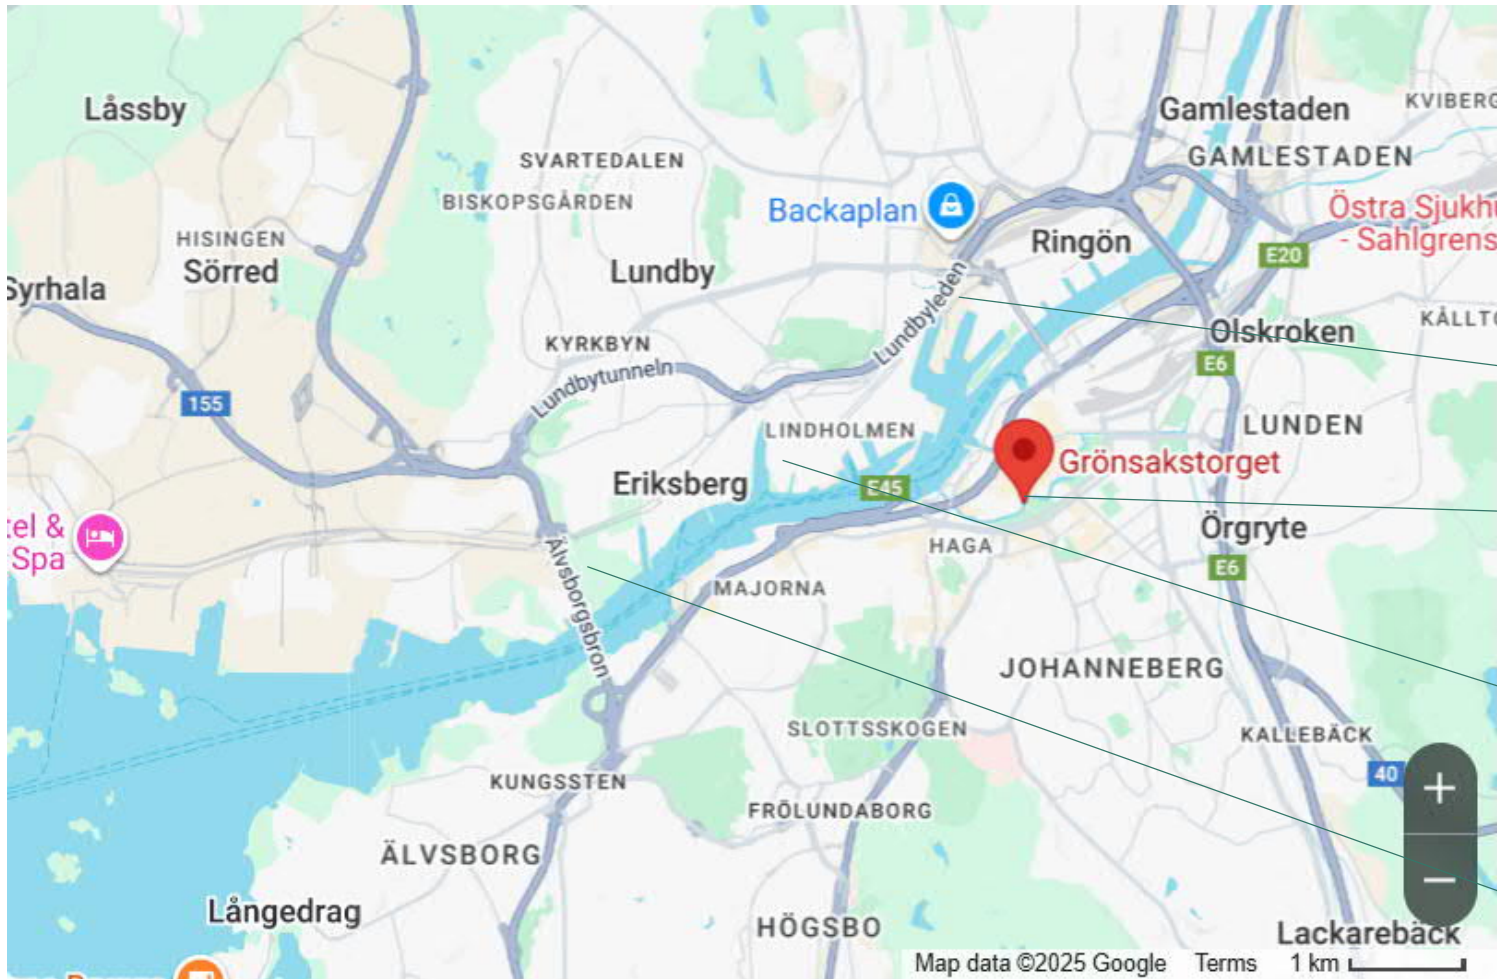 Låssby
Gamlestaden
KVIBERG
SVARTEDALEN
GAMLESTADEN
BISKOPSGÅRDEN
Backaplan
Östra Sjukhu
- Sahlgrens
HISINGEN
Sörred
Lundby
Ringön
E20
Syrhala
Lundbyleden
KÅLLTO
Olskroken
KYRKBYN
Lundbytunneln
E6
155
LINDHOLMEN
LUNDEN
Grönsakstorget
Eriksberg
E45
tel &
Spa
Örgryte
HAGA
Älvsborgsbron
MAJORNA
E6
JOHANNEBERG
SLOTTSSKOGEN
KALLEBÄCK
KUNGSSTEN
40
+
FRÖLUNDABORG
ÄLVSBORG
−
Långedrag
HÖGSBO
Lackarebäck
Map data ©2025 Google Terms 1 km